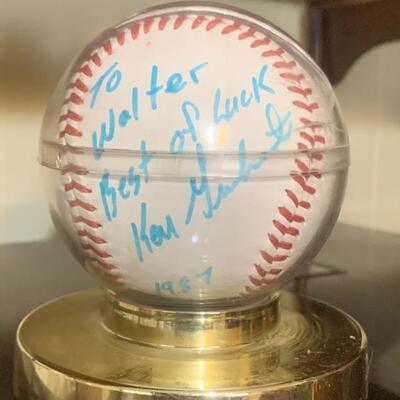 To
Walter
Best of Luck
Ken
1987